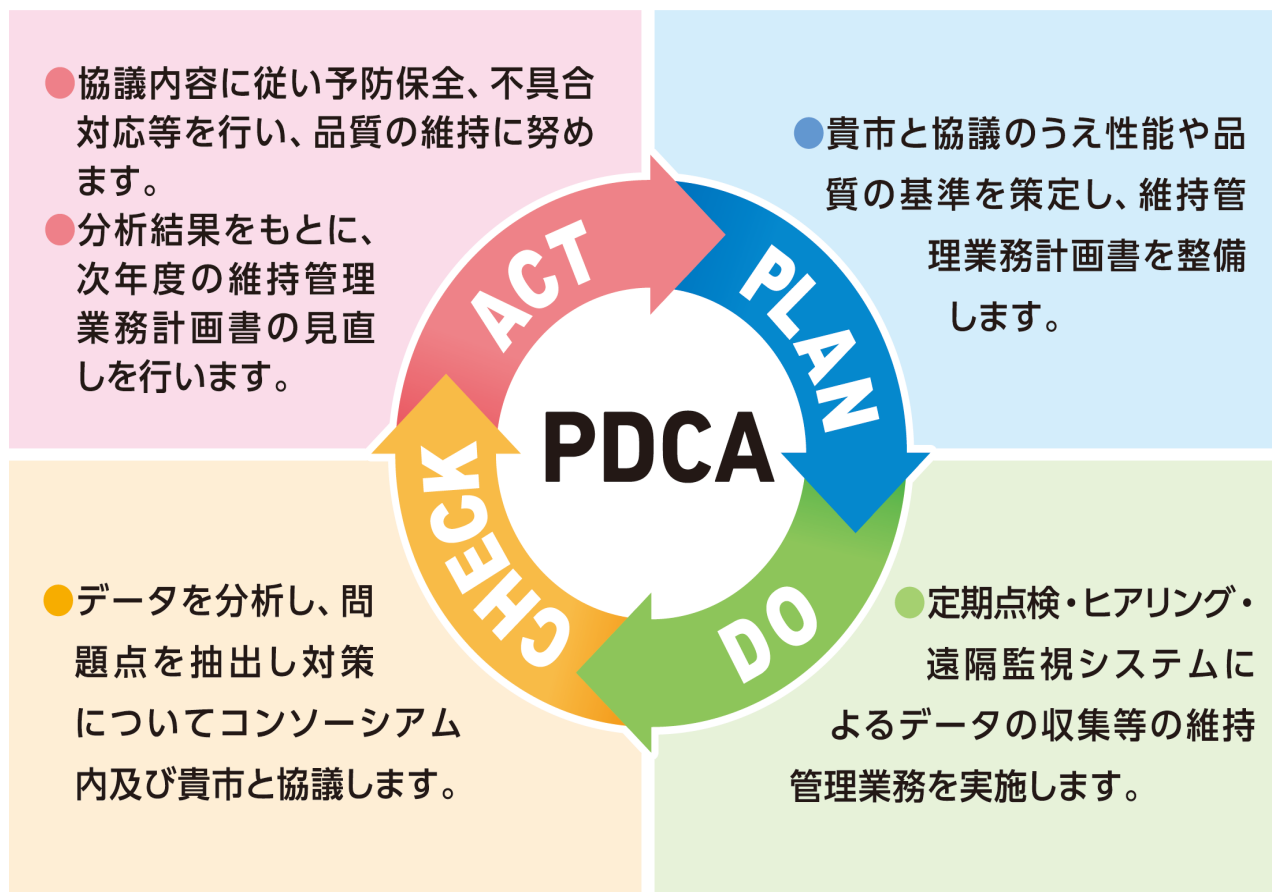 ●協議内容に従い予防保全、不具合
対応等を行い、品質の維持に努め
ます。
●分析結果をもとに、
次年度の維持管理
業務計画書の見直
しを行います。
●貴市と協議のうえ性能や品
質の基準を策定し、維持管
理業務計画書を整備
します。
ACT
PLAN
PDCA
CHECK
DO
●データを分析し、問
題点を抽出し対策
についてコンソーシアム
内及び貴市と協議します。
●定期点検・ヒアリング・
遠隔監視システムに
よるデータの収集等の維持
管理業務を実施します。